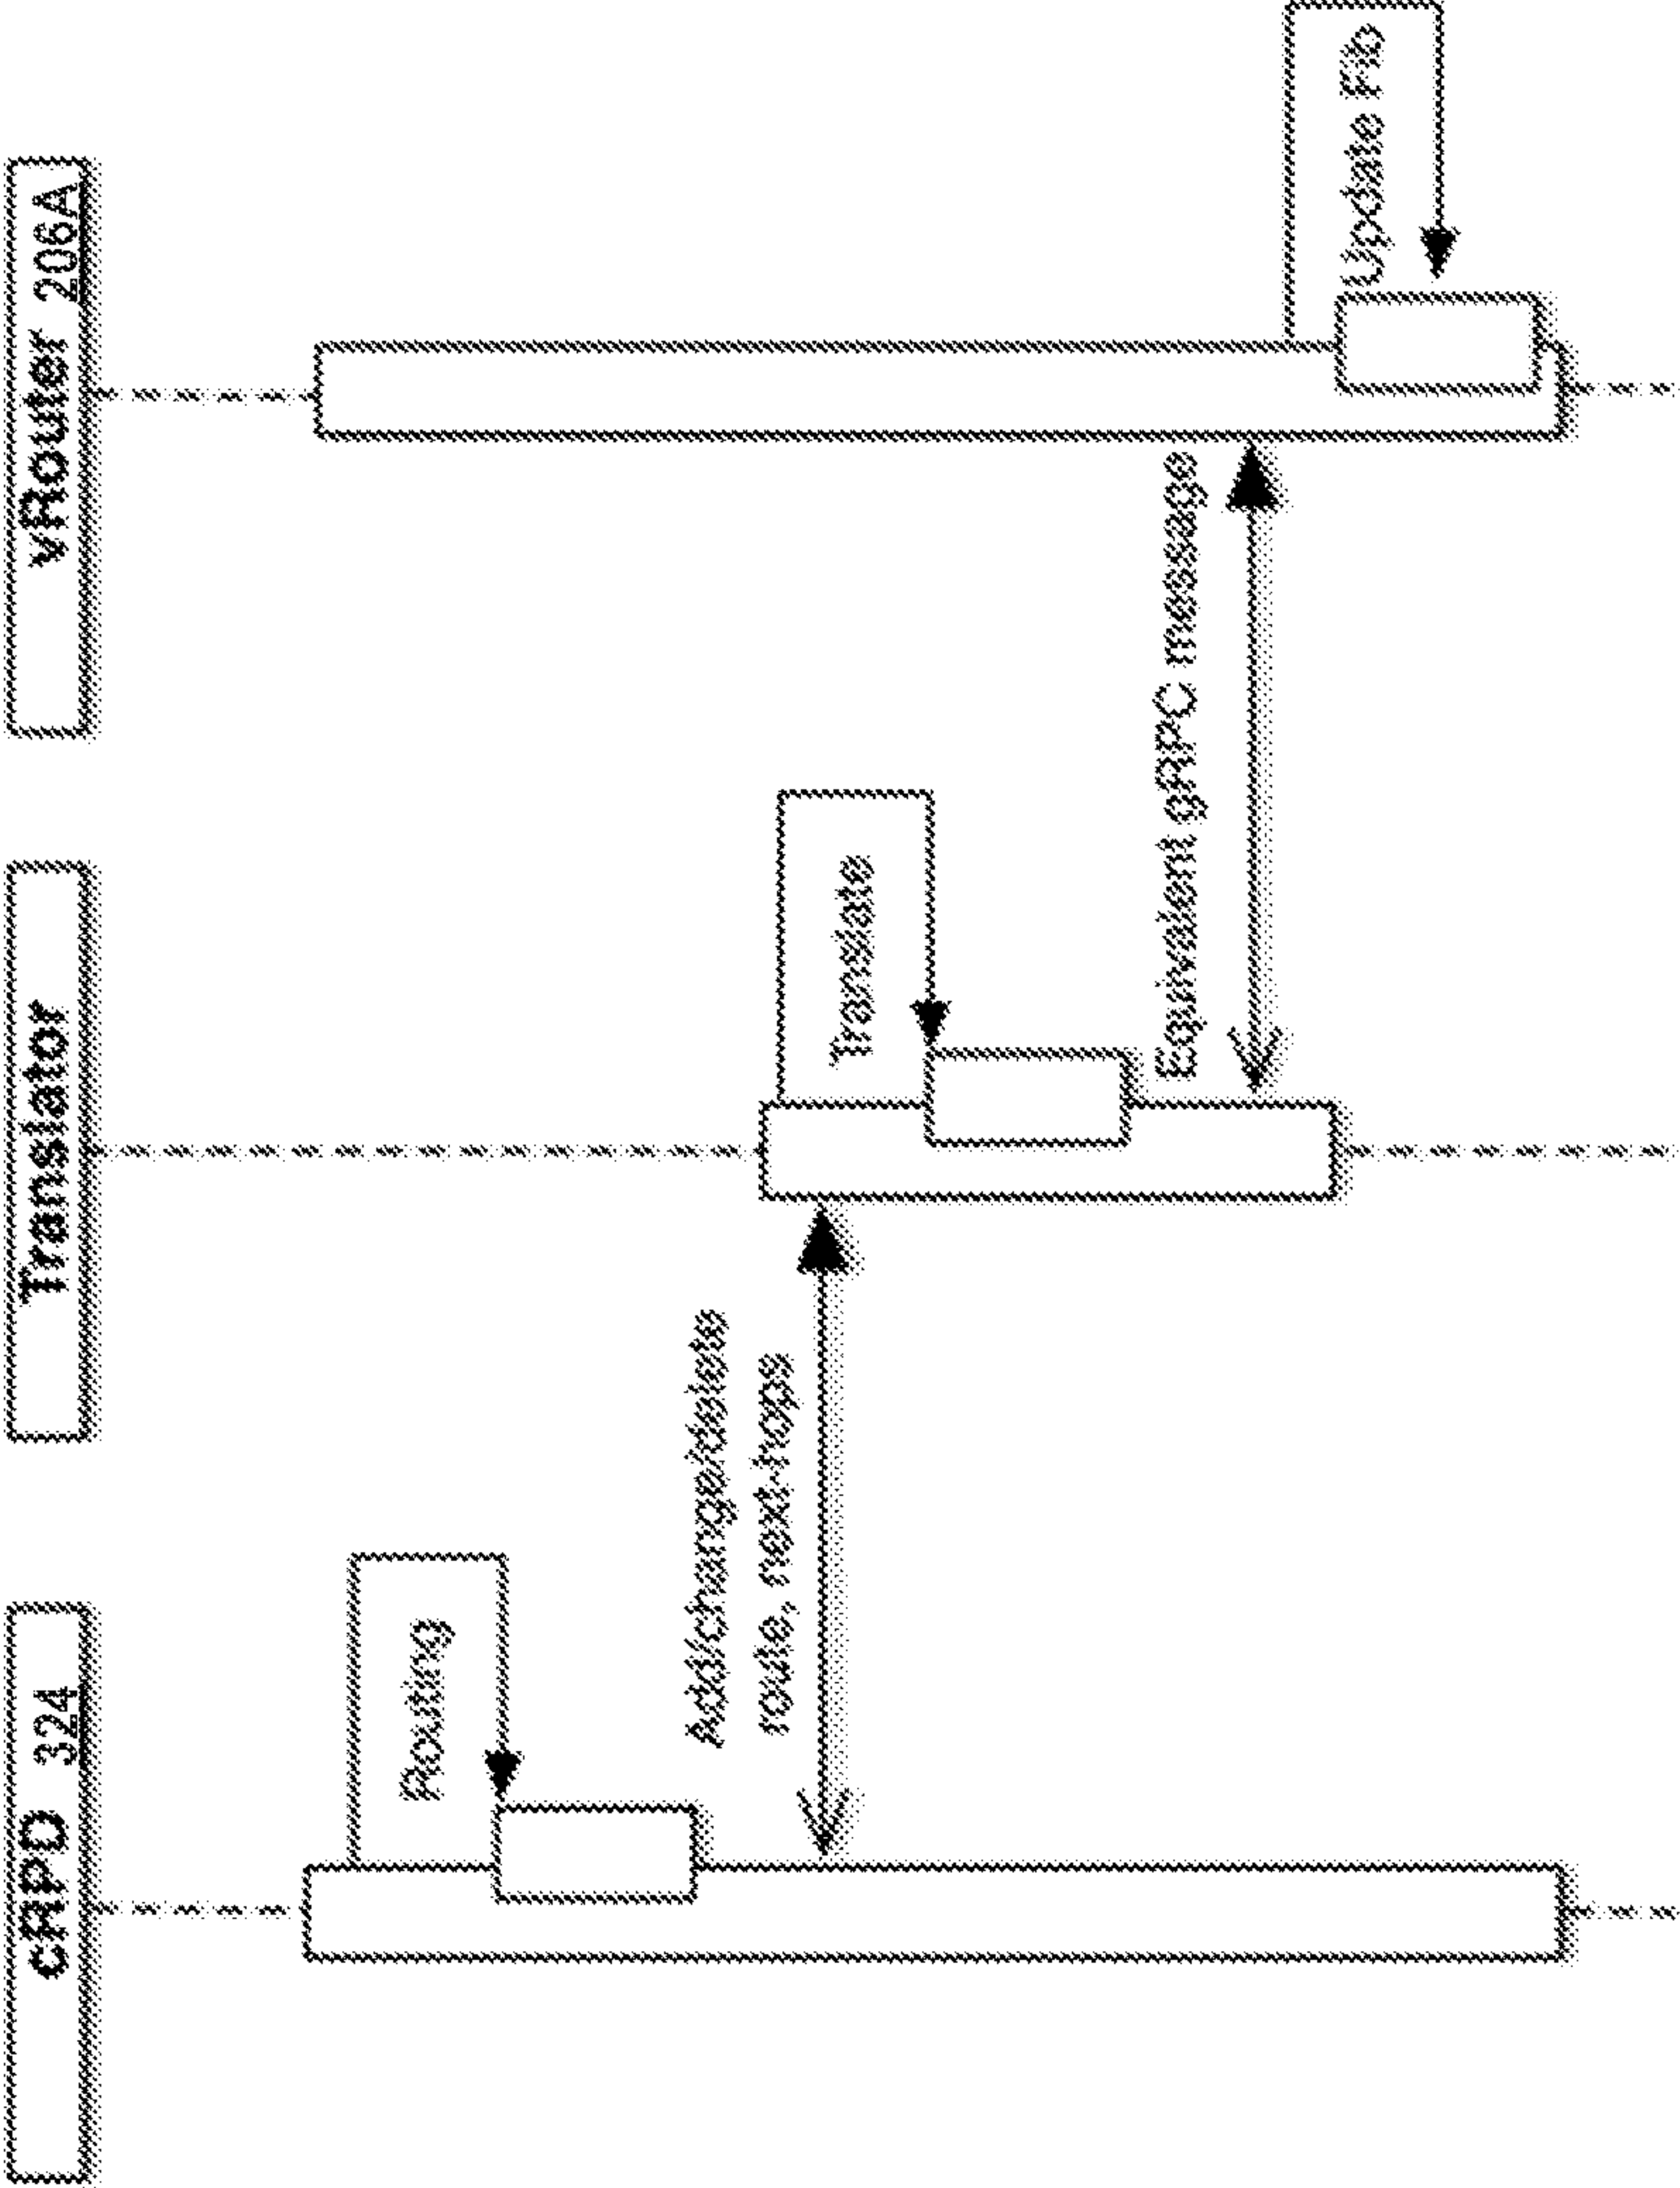 cRPD 324
Translator
vRouter 206A
Routing
Add/change/delete
route, next-hops
Translate
Equivalent gRPC message
Update Fib